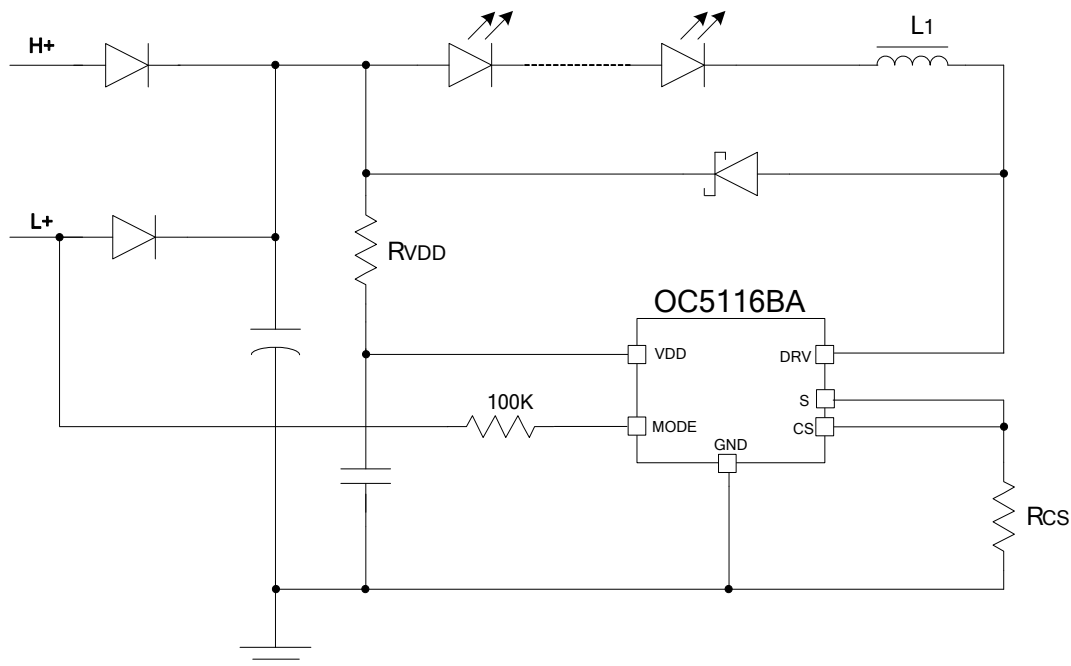 H+
L1
L+
RVDD
OC5116BA
VDD
DRV
S
100K
MODE
CS
GND
RCS